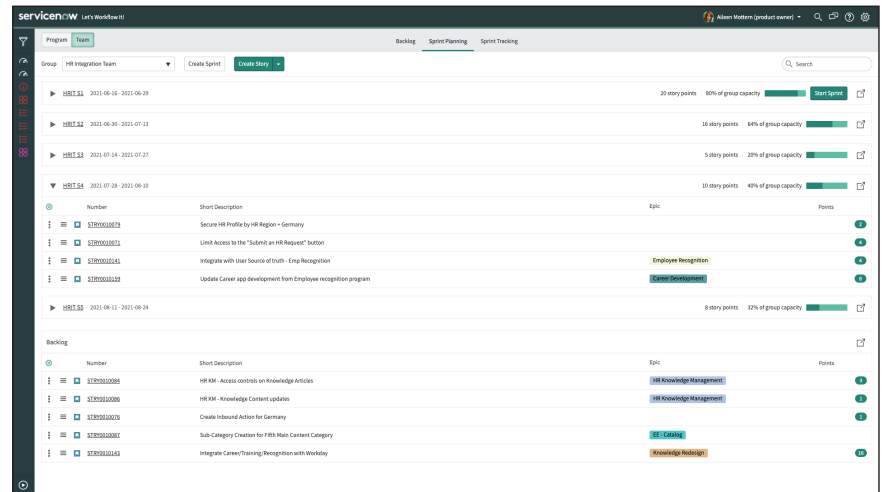 servicenow Let's Workflow It!
Aileen Mottern (product owner)
Program Team
Backlog Sprint Planning Sprint Tracking
Group HR Integration Team Create Sprint Create Story Search
HRIT S1 2021-06-16 - 2021-06-29 20 story points 80% of group capacity Start Sprint
HRIT S2 2021-06-30 - 2021-07-13 16 story points 64% of group capacity
HRIT S3 2021-07-14 - 2021-07-27 5 story points 20% of group capacity
HRIT S4 2021-07-28 - 2021-08-10 10 story points 40% of group capacity
Number Short Description Epic Points
STRY0010079 Secure HR Profile by HR Region + Germany 2
STRY0010071 Limit Access to the "Submit an HR Request" button 4
STRY0010141 Integrate with User Source of truth - Emp Recognition Employee Recognition 4
STRY0010159 Update Career app development from Employee recognition program Career Development 8
HRIT S5 2021-08-11 - 2021-08-24 8 story points 32% of group capacity
Backlog
Number Short Description Epic Points
STRY0010084 HR KM - Access controls on Knowledge Articles HR Knowledge Management 3
STRY0010086 HR KM - Knowledge Content updates HR Knowledge Management 1
STRY0010076 Create Inbound Action for Germany 1
STRY0010087 Sub-Category Creation for Fifth Main Content Category EE - Catalog
STRY0010143 Integrate Career/Training/Recognition with Workday Knowledge Redesign 16